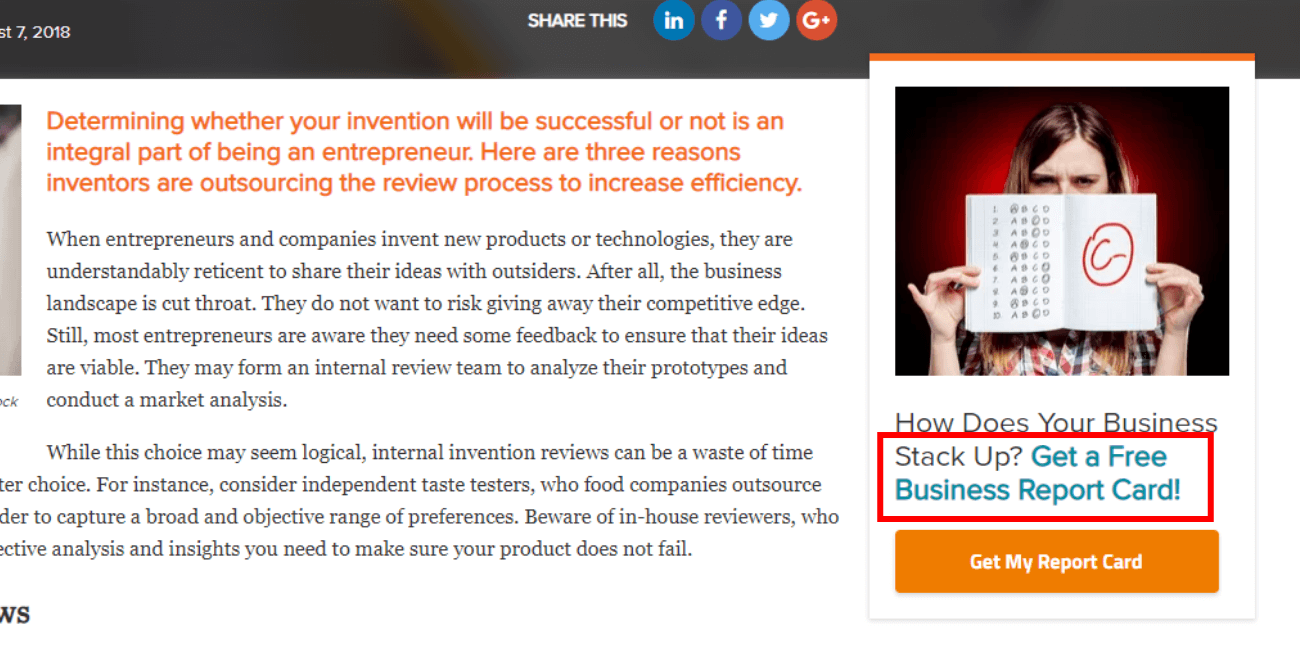 st 7, 2018
SHARE THIS
in
f
G+
Determining whether your invention will be successful or not is an
integral part of being an entrepreneur. Here are three reasons
inventors are outsourcing the review process to increase efficiency.
When entrepreneurs and companies invent new products or technologies, they are
understandably reticent to share their ideas with outsiders. After all, the business
landscape is cut throat. They do not want to risk giving away their competitive edge.
Still, most entrepreneurs are aware they need some feedback to ensure that their ideas
are viable. They may form an internal review team to analyze their prototypes and
ock
conduct a market analysis.
While this choice may seem logical, internal invention reviews can be a waste of time
ter choice. For instance, consider independent taste testers, who food companies outsource
der to capture a broad and objective range of preferences. Beware of in-house reviewers, who
ective analysis and insights you need to make sure your product does not fail.
ws
1. A B C D
2. A B C D
3. A B C D
4. A B C D
5. A B C D
6. A B C D
7. A B C D
8. A B C D
9. A B C D
10. A B C D
C-
How Does Your Business
Stack Up? Get a Free
Business Report Card!
Get My Report Card